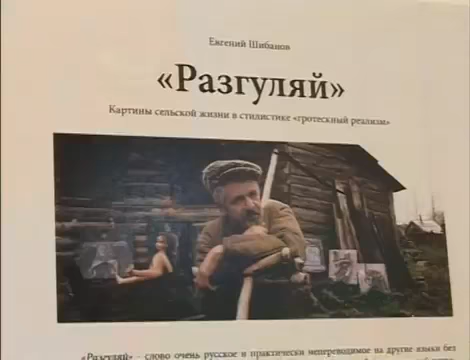 Евгений Шибанов
«Разгуляй»
Картины сельской жизни в стилистике «гротескный реализм»
«Разгуляй» - слово очень русское и практически непереводимое на другие языки без